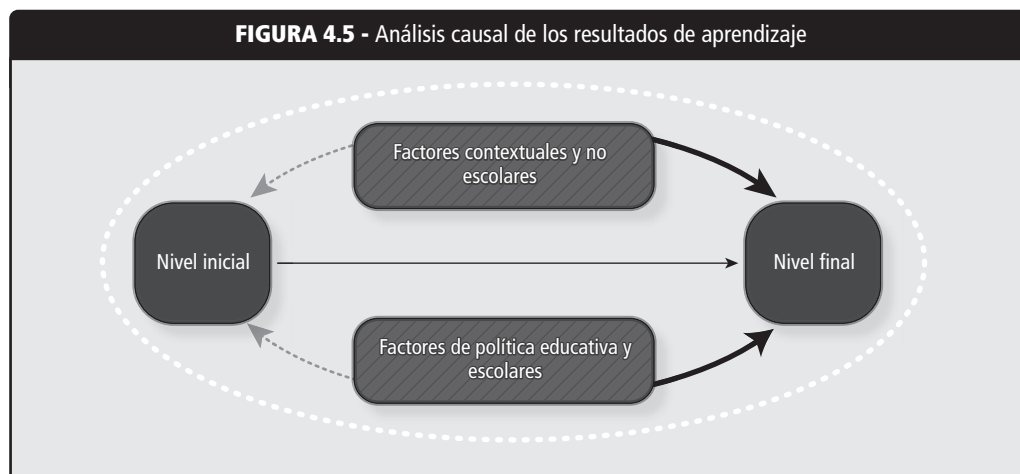 FIGURA 4.5 - Análisis causal de los resultados de aprendizaje
Factores contextuales y no
escolares
Nivel inicial
Nivel final
Factores de política educativa y
escolares